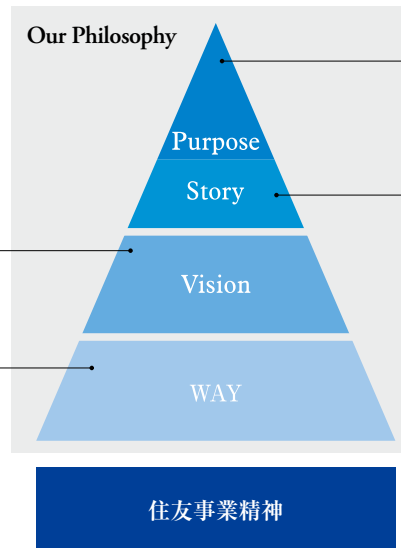 Our Philosophy
Purpose
Story
Vision
WAY
住友事業精神